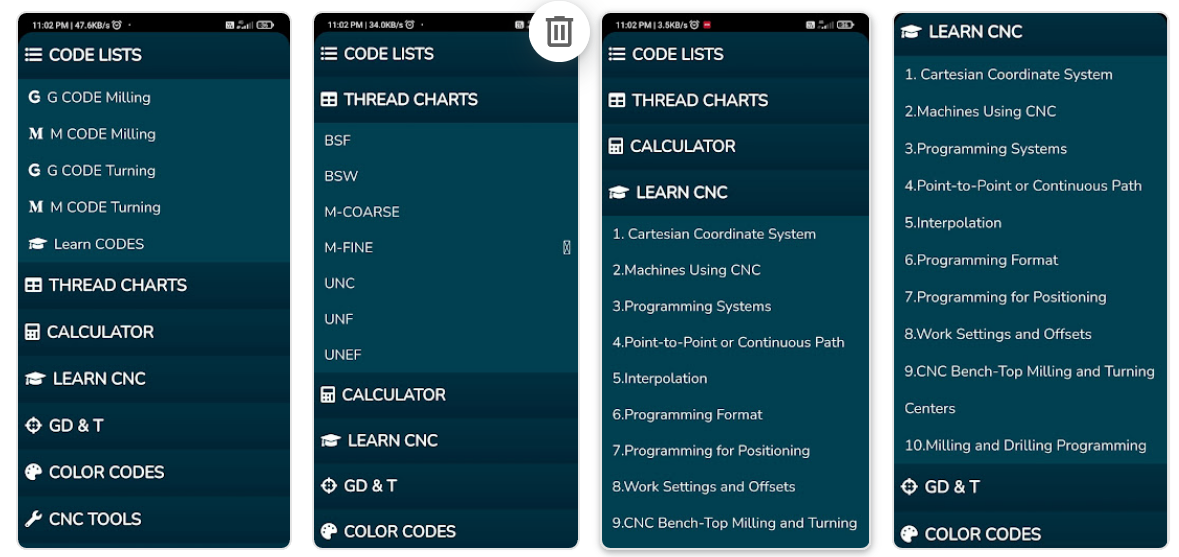 11:02 PM | 47.6KB/s
CODE LISTS
G G CODE Milling
M M CODE Milling
G G CODE Turning
M M CODE Turning
Learn CODES
THREAD CHARTS
CALCULATOR
LEARN CNC
GD & T
COLOR CODES
CNC TOOLS
11:02 PM | 34.0KB/s
CODE LISTS
THREAD CHARTS
BSF
BSW
M-COARSE
M-FINE
UNC
UNF
UNEF
CALCULATOR
LEARN CNC
GD & T
COLOR CODES
11:02 PM | 3.5KB/s
CODE LISTS
THREAD CHARTS
CALCULATOR
LEARN CNC
1. Cartesian Coordinate System
2.Machines Using CNC
3.Programming Systems
4.Point-to-Point or Continuous Path
5.Interpolation
6.Programming Format
7.Programming for Positioning
8.Work Settings and Offsets
9.CNC Bench-Top Milling and Turning
LEARN CNC
1. Cartesian Coordinate System
2.Machines Using CNC
3.Programming Systems
4.Point-to-Point or Continuous Path
5.Interpolation
6.Programming Format
7.Programming for Positioning
8.Work Settings and Offsets
9.CNC Bench-Top Milling and Turning
Centers
10.Milling and Drilling Programming
GD & T
COLOR CODES